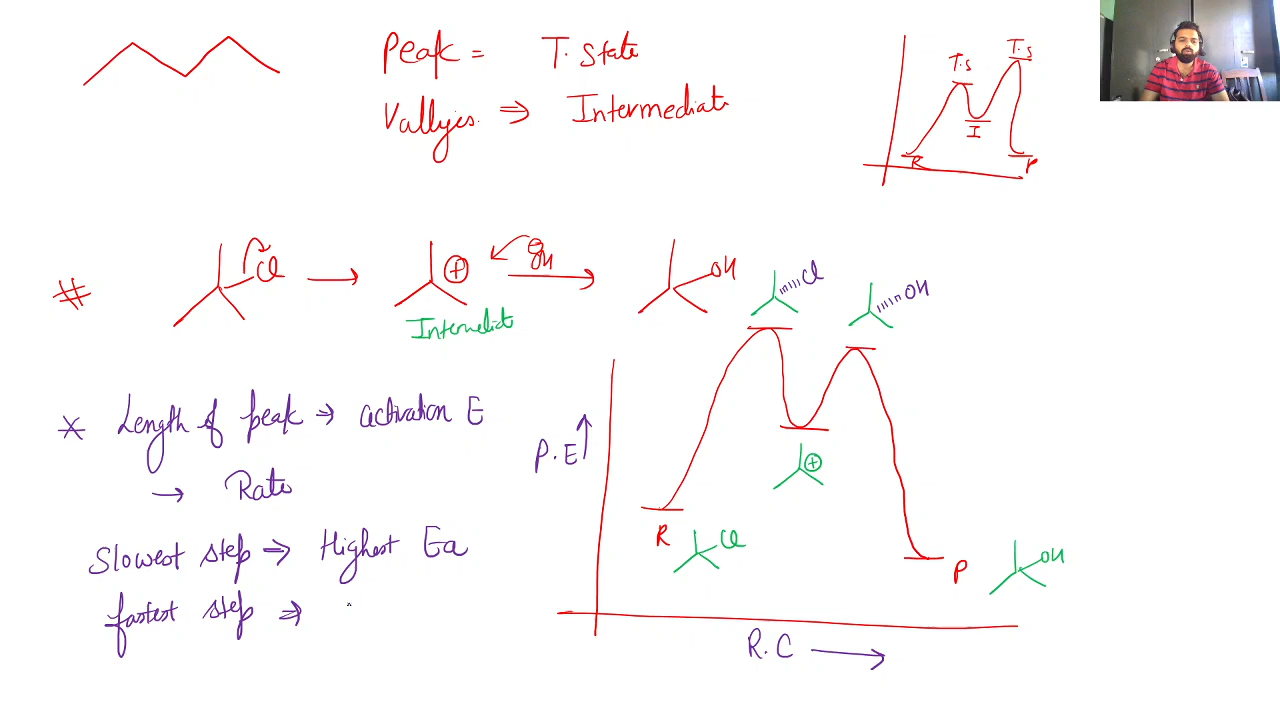 Peak = T. State
Vallyies. ⇒ Intermediate
T.S
T.S
I
R
P
#
Cl
→
⊕
OH
→
OH
Intermediate
Cl
OH
* Length of peak → activation E
→ Rate
Slowest step ⇒ Highest Ea
fastest step ⇒
P.E ↑
⊕
R
Cl
P
OH
R.C →